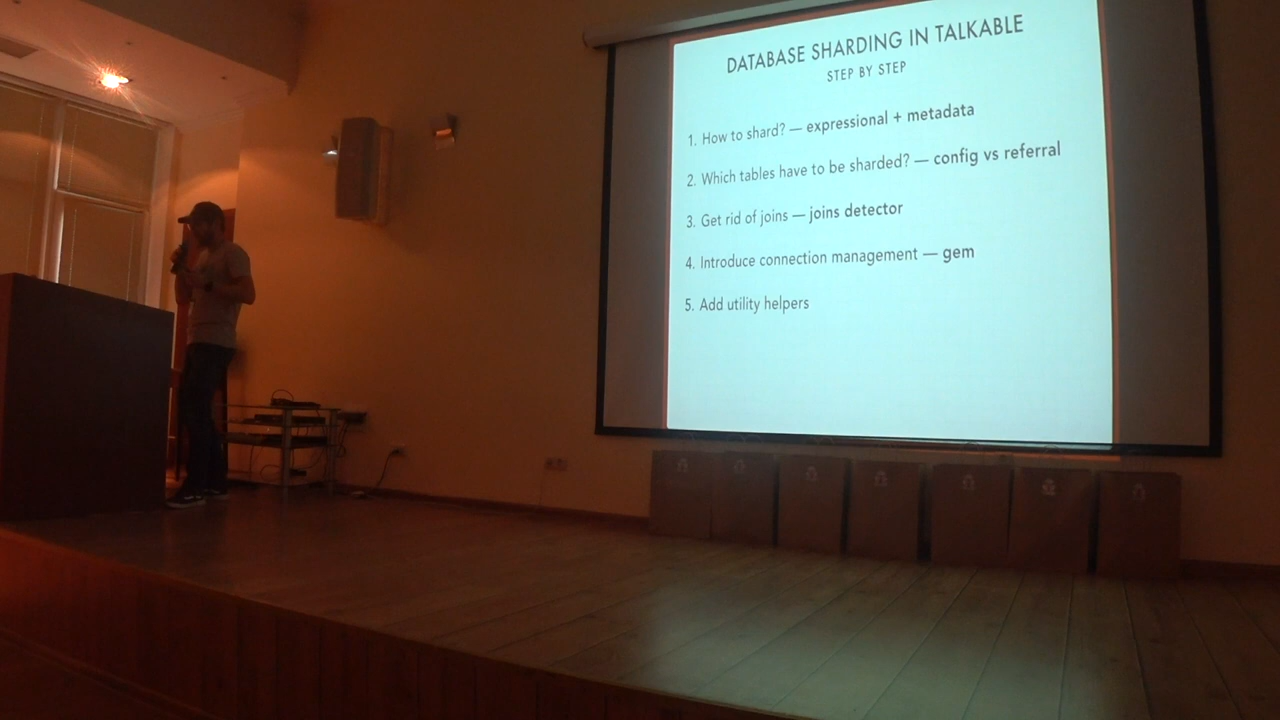 DATABASE SHARDING IN TALKABLE
STEP BY STEP
1. How to shard? — expressional + metadata
2. Which tables have to be sharded? — config vs referral
3. Get rid of joins — joins detector
4. Introduce connection management — gem
5. Add utility helpers